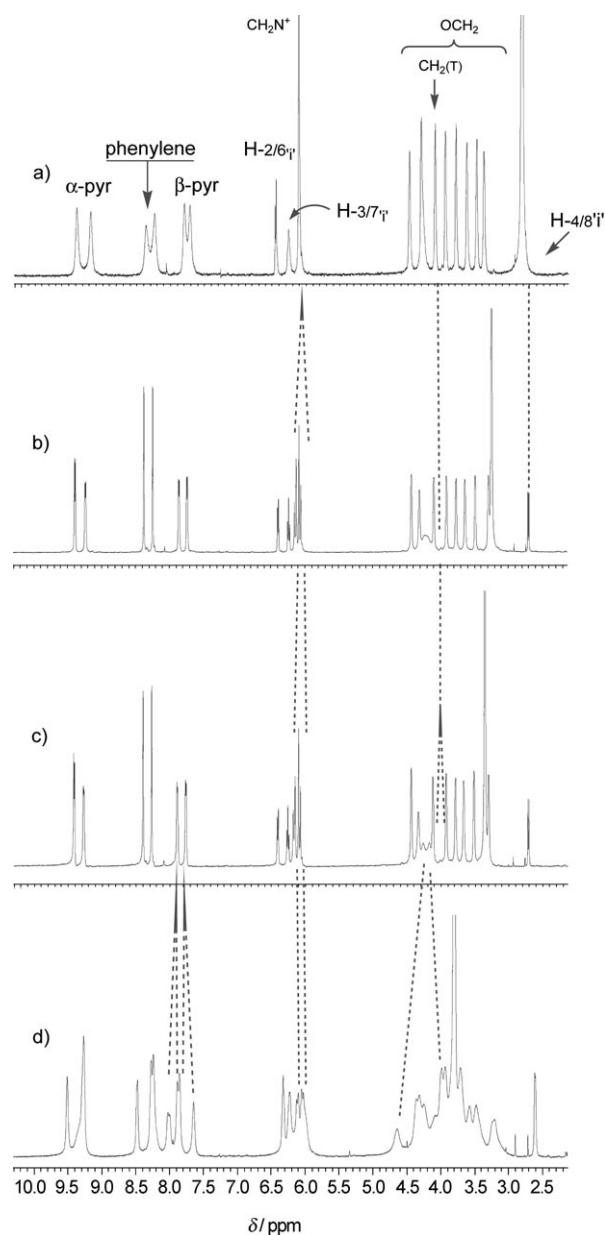 CH₂N⁺
OCH₂
CH₂(T)
phenylene
H-2/6'i'
a)
α-pyr
β-pyr
H-3/7'i'
H-4/8'i'
b)
c)
d)
10.0 9.5 9.0 8.5 8.0 7.5 7.0 6.5 6.0 5.5 5.0 4.5 4.0 3.5 3.0 2.5
δ/ ppm